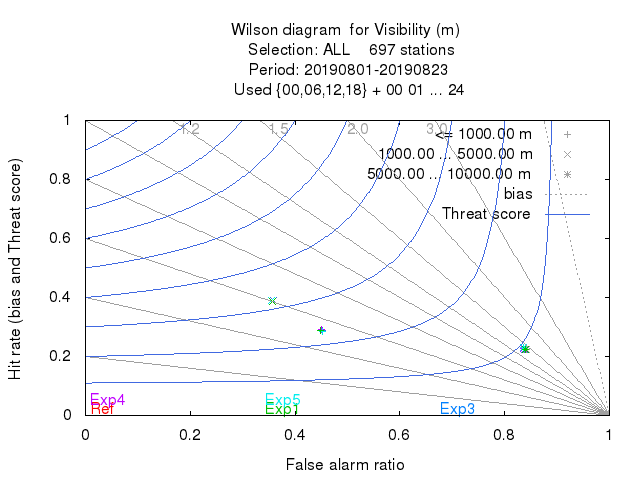 Wilson diagram for Visibility (m)
Selection: ALL 697 stations
Period: 20190801-20190823
Used {00,06,12,18} + 00 01 ... 24
1.2 1.5 2.0 3.0
<= 1000.00 m
1000.00 ... 5000.00 m
5000.00 ... 10000.00 m
bias
Threat score
Hit rate (bias and Threat score)
1
0.8
0.6
0.4
0.2
0
Exp4 Exp5
Ref Exp1 Exp3
0 0.2 0.4 0.6 0.8 1
False alarm ratio